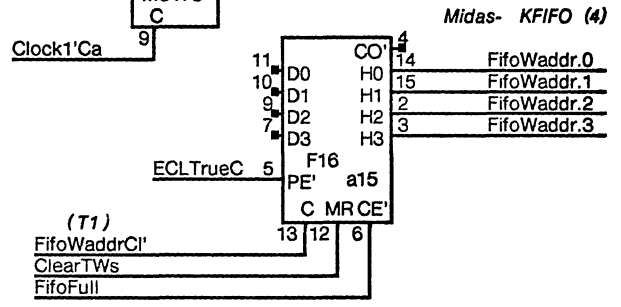 Midas- KFIFO (4)
C
9
Clock1'Ca
4
CO'
11 D0 H0 14 FifoWaddr.0
10 D1 H1 15 FifoWaddr.1
9 D2 H2 2 FifoWaddr.2
7 D3 H3 3 FifoWaddr.3
F16
ECLTrueC 5 PE' a15
C MR CE'
13 12 6
(T1)
FifoWaddrCl'
ClearTWs
FifoFull